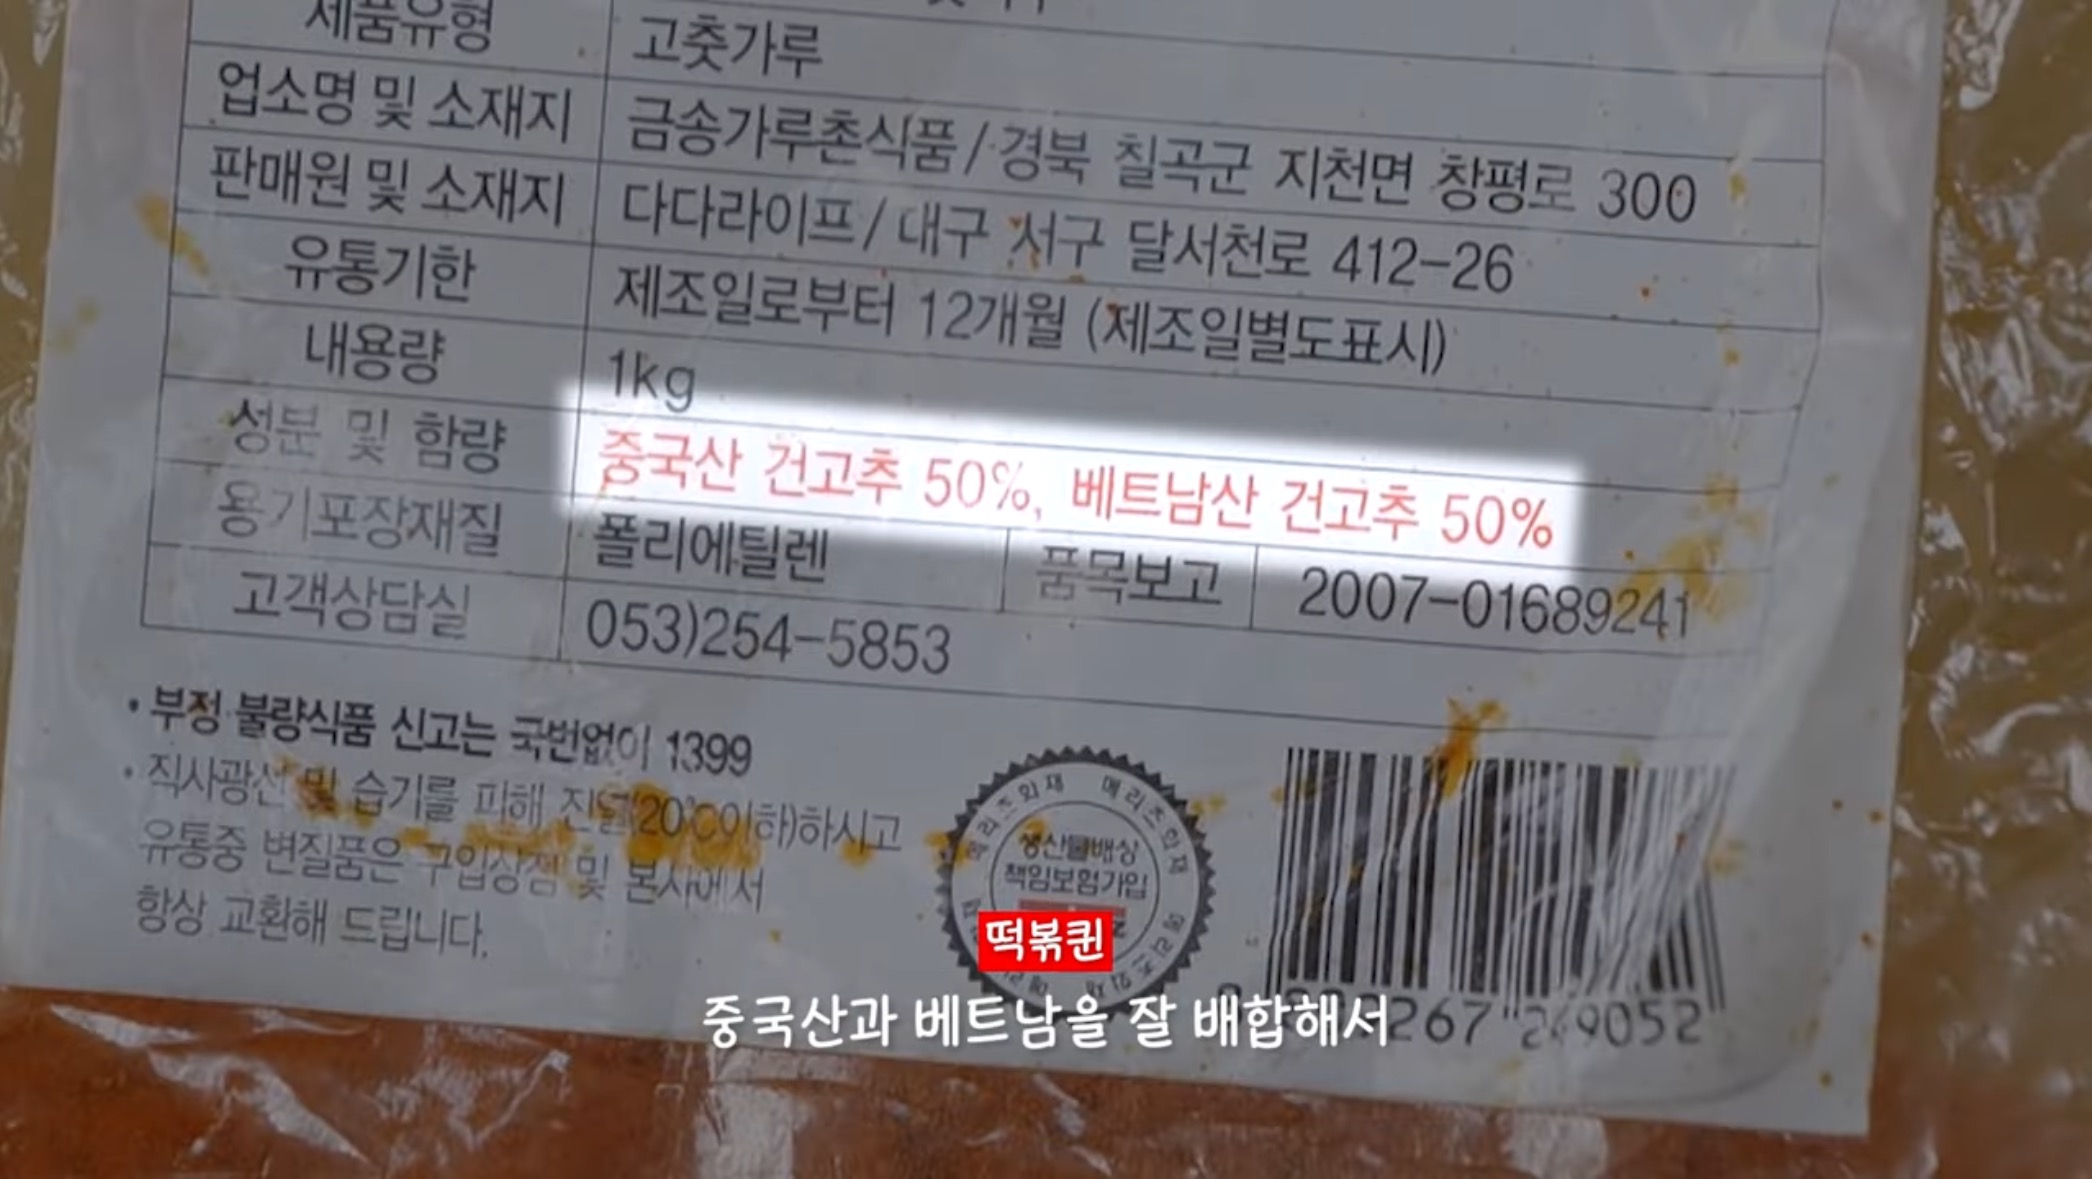 제품유형 고춧가루
업소명 및 소재지 금송가루촌식품/경북 칠곡군 지천면 창평로 300
판매원 및 소재지 다다라이프/대구 서구 달서천로 412-26
유통기한 제조일로부터 12개월 (제조일별도표시)
내용량 1kg
성분 및 함량 중국산 건고추 50%, 베트남산 건고추 50%
용기포장재질 폴리에틸렌 품목보고 2007-01689241
고객상담실 053)254-5853
· 부정 불량식품 신고는 국번없이 1399
· 직사광선 및 습기를 피해 진열(20℃이하)하시고
유통중 변질품은 구입상점 및 본사에서
항상 교환해 드립니다.
메리츠화재 메리츠화재
생산물배상
책임보험가입
떡볶퀸
중국산과 베트남을 잘 배합해서